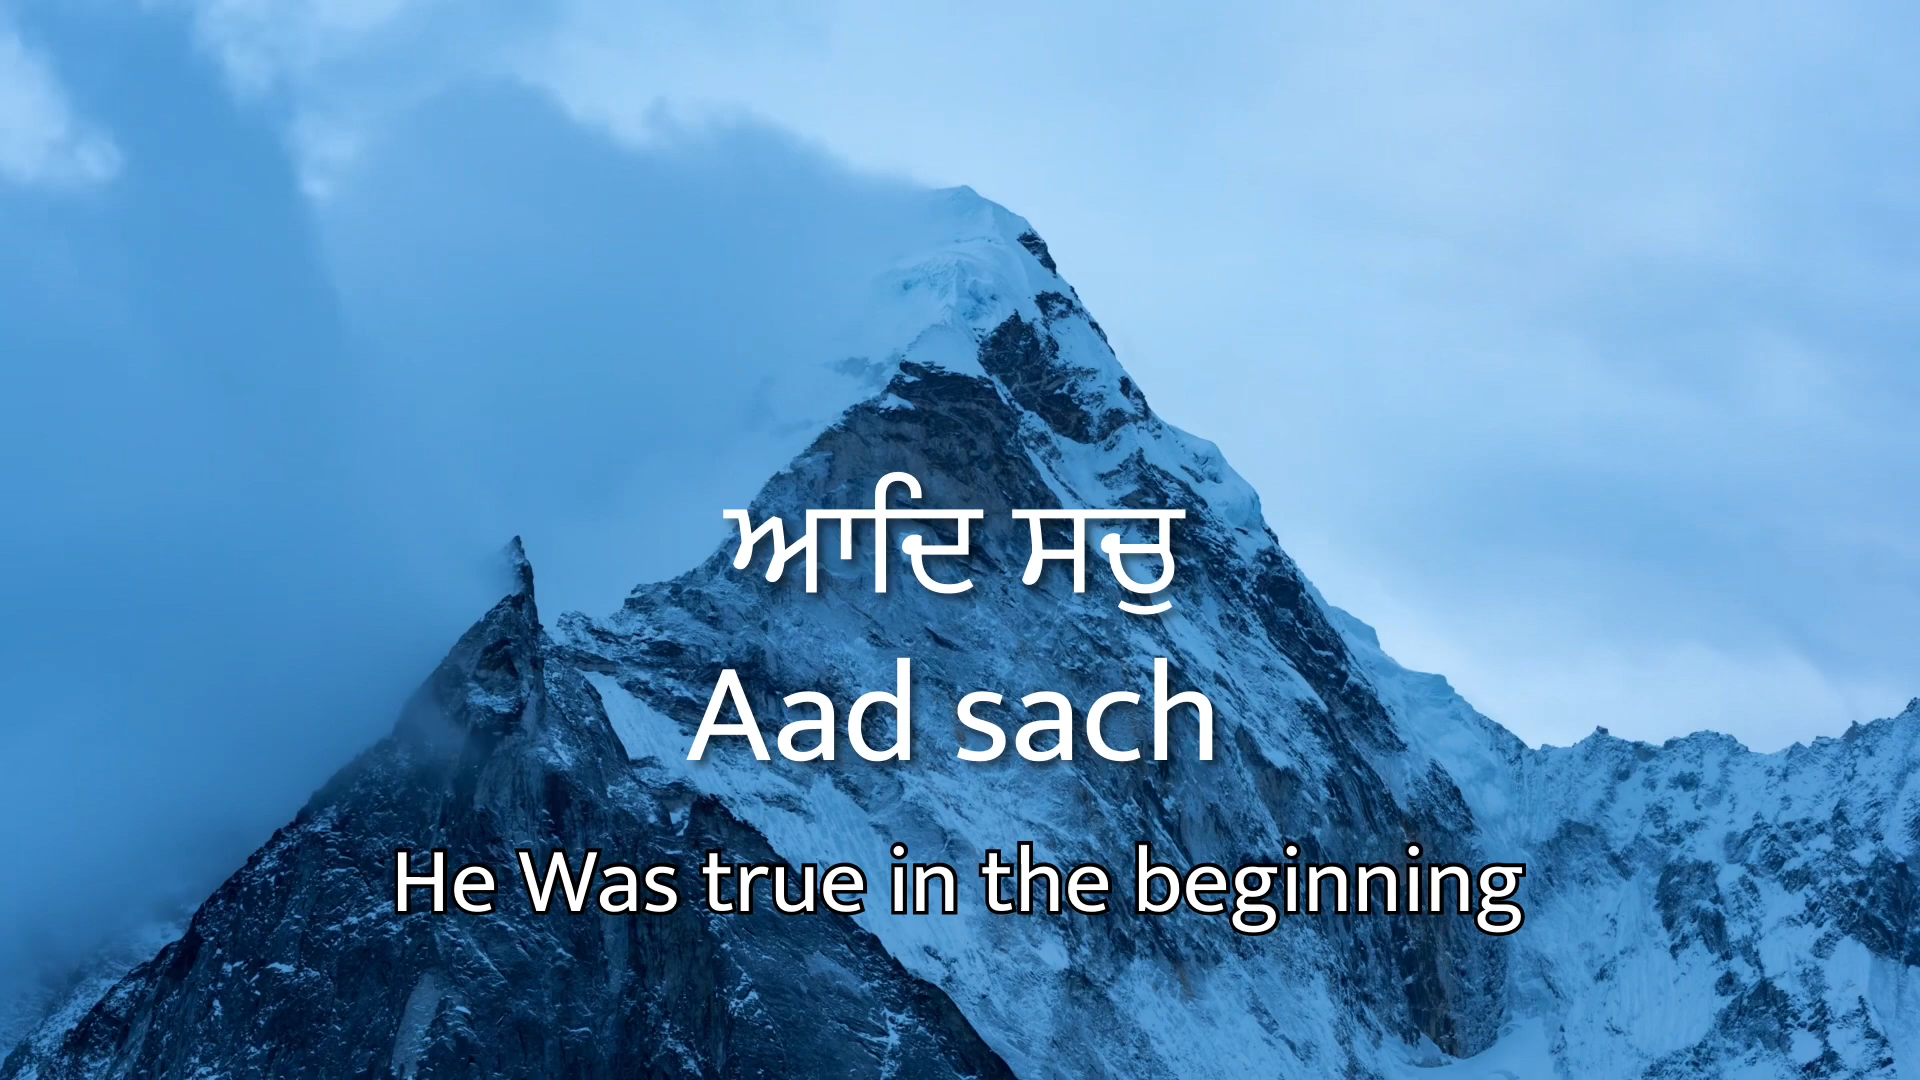 ਆਦਿ ਸਚੁ
Aad sach
He Was true in the beginning